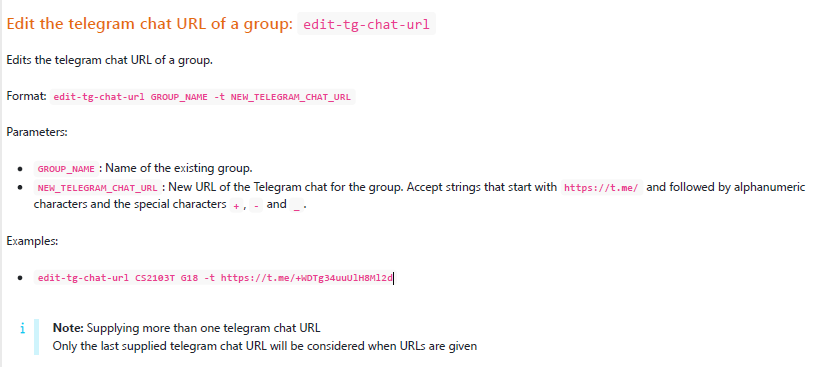 Edit the telegram chat URL of a group: edit-tg-chat-url
Edits the telegram chat URL of a group.
Format: edit-tg-chat-url GROUP_NAME -t NEW_TELEGRAM_CHAT_URL
Parameters:
• GROUP_NAME : Name of the existing group.
• NEW_TELEGRAM_CHAT_URL : New URL of the Telegram chat for the group. Accept strings that start with https://t.me/ and followed by alphanumeric
characters and the special characters + , - and _ .
Examples:
• edit-tg-chat-url CS2103T G18 -t https://t.me/+WDTg34uuUlH8Ml2d
i Note: Supplying more than one telegram chat URL
Only the last supplied telegram chat URL will be considered when URLs are given